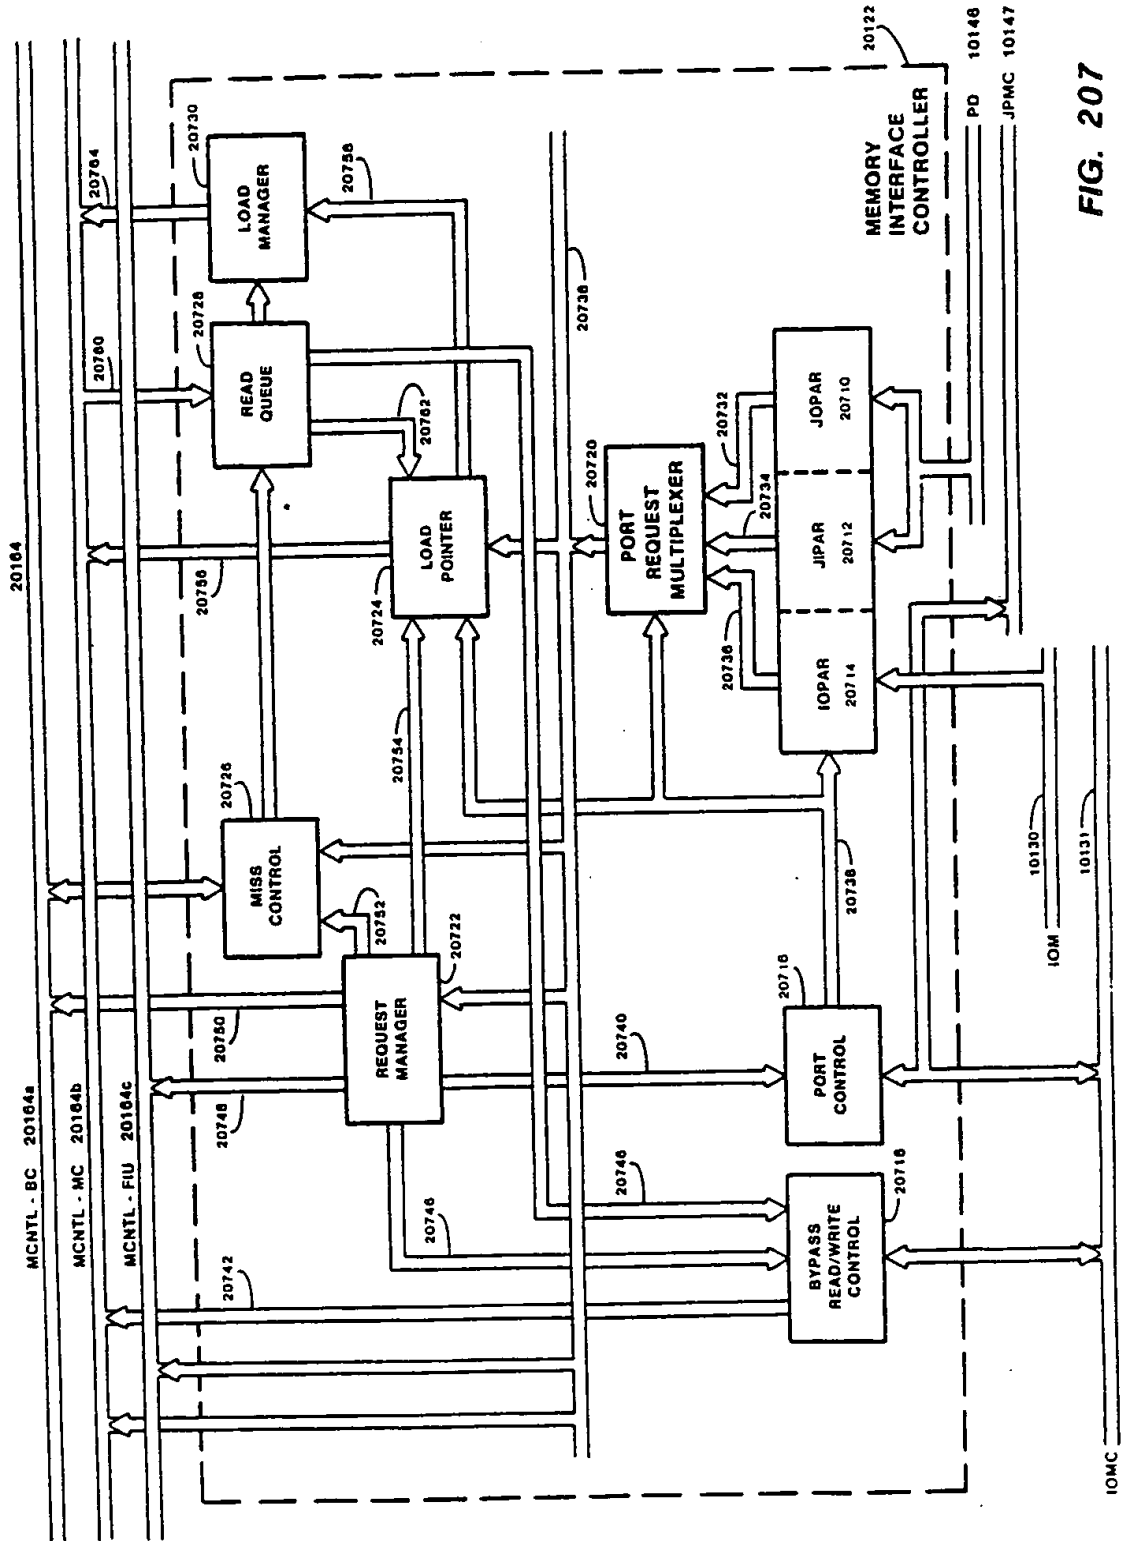 20164
MCNTL - BC 20164a
MCNTL - MC 20164b
MCNTL - FIU 20164c
20742
20748
20750
20756
20760
20764
MISS
CONTROL
20726
READ
QUEUE
20728
LOAD
MANAGER
20730
20122
REQUEST
MANAGER
20722
20752
20754
LOAD
POINTER
20724
20762
20758
20746
20746
20740
20738
PORT
REQUEST
MULTIPLEXER
20720
20736
20734
20732
BYPASS
READ/WRITE
CONTROL
20718
PORT
CONTROL
20716
20738
IOPAR
20714
JIPAR
20712
JOPAR
20710
MEMORY
INTERFACE
CONTROLLER
PD 10146
JPMC 10147
IOM
10130
10131
IOMC
FIG. 207